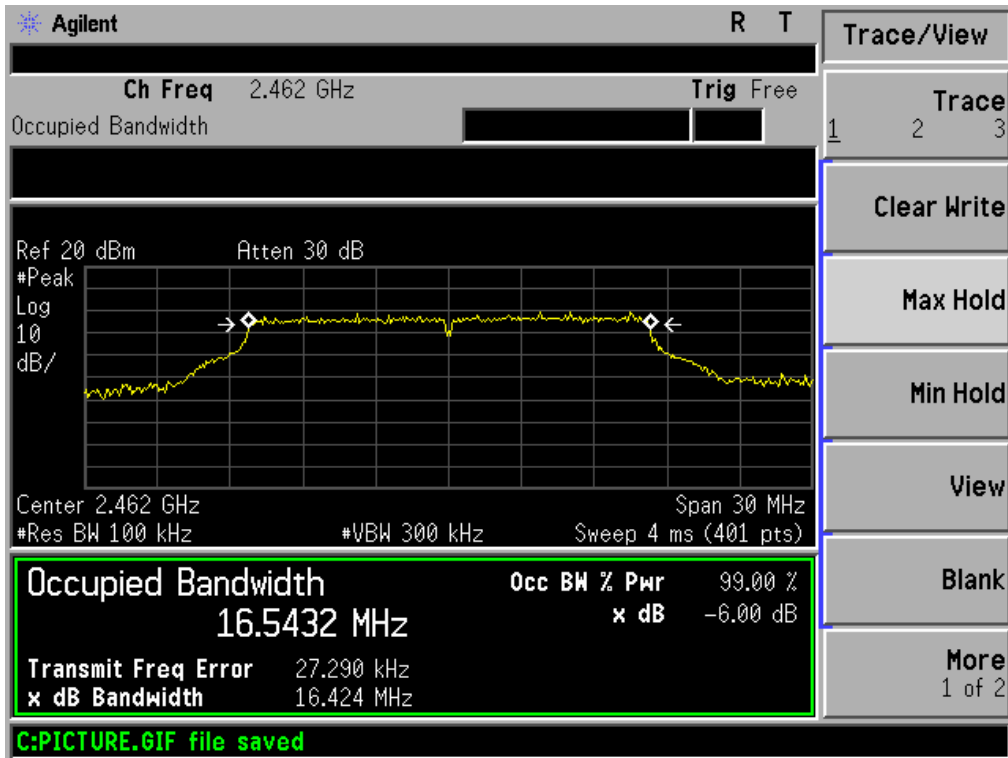 Agilent R T
Ch Freq 2.462 GHz Trig Free
Occupied Bandwidth
Ref 20 dBm Atten 30 dB
#Peak
Log
10
dB/
Center 2.462 GHz Span 30 MHz
#Res BW 100 kHz #VBW 300 kHz Sweep 4 ms (401 pts)
Occupied Bandwidth Occ BW % Pwr 99.00 %
16.5432 MHz x dB -6.00 dB
Transmit Freq Error 27.290 kHz
x dB Bandwidth 16.424 MHz
C:PICTURE.GIF file saved
Trace/View
Trace
1 2 3
Clear Write
Max Hold
Min Hold
View
Blank
More
1 of 2